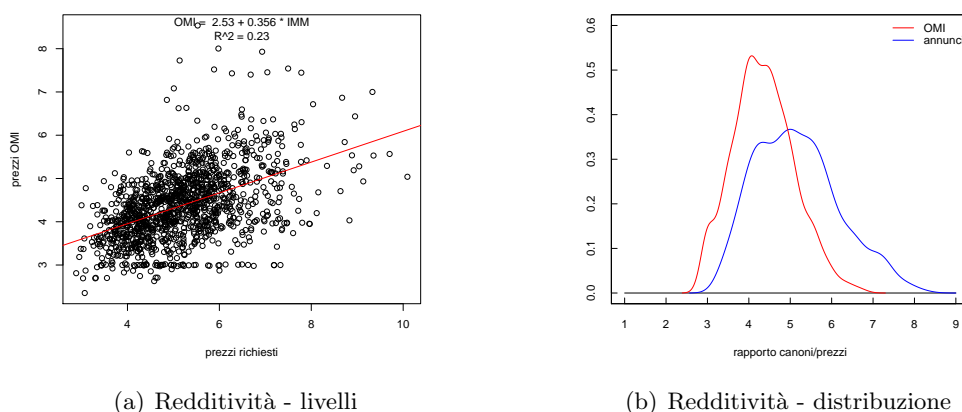 OMI = 2.53 + 0.356 * IMM
R^2 = 0.23
prezzi OMI
8
7
6
5
4
3
4
6
8
10
prezzi richiesti
(a) Redditività - livelli
OMI
annunci
0.6
0.5
0.4
0.3
0.2
0.1
0.0
1
2
3
4
5
6
7
8
9
rapporto canoni/prezzi
(b) Redditività - distribuzione